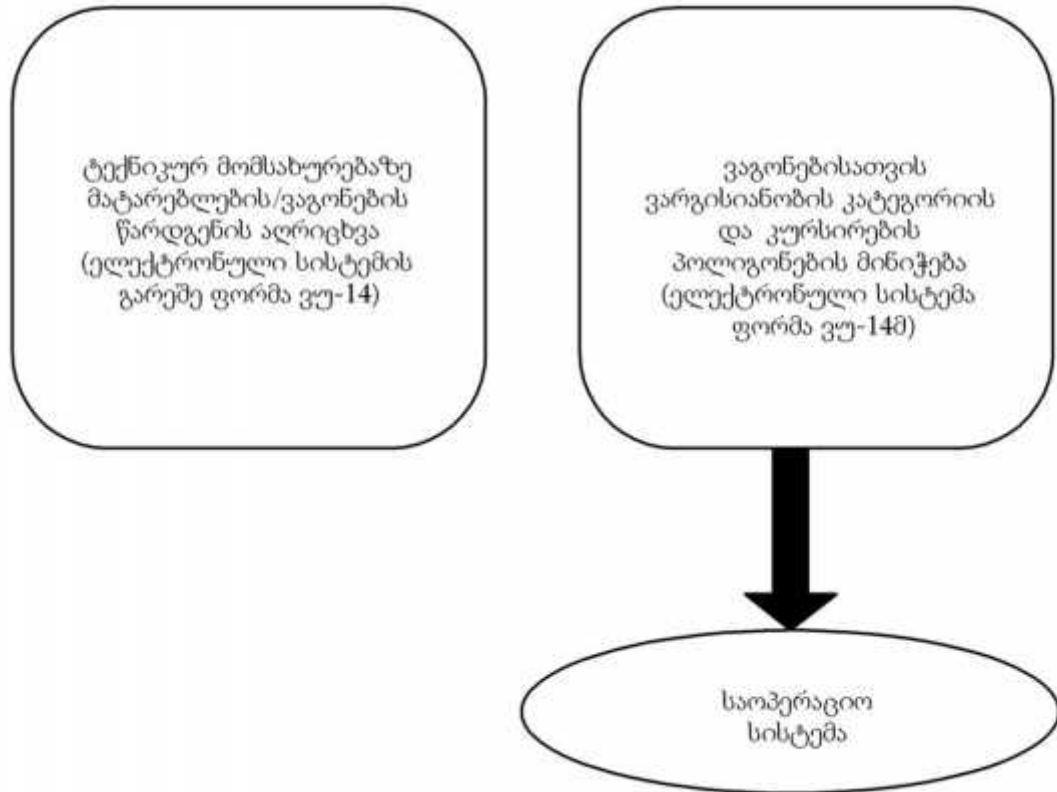 ტექნიკურ მომსახურებაზე
მატარებლების/ვაგონების
წარდგენის აღრიცხვა
(ელექტრონული სისტემის
გარეშე ფორმა ვუ-14)
ვაგონებისათვის
ვარგისიანობის კატეგორიის
და კურსირების
პოლიგონების მინიჭება
(ელექტრონული სისტემა
ფორმა ვუ-14მ)
საოპერაციო
სისტემა